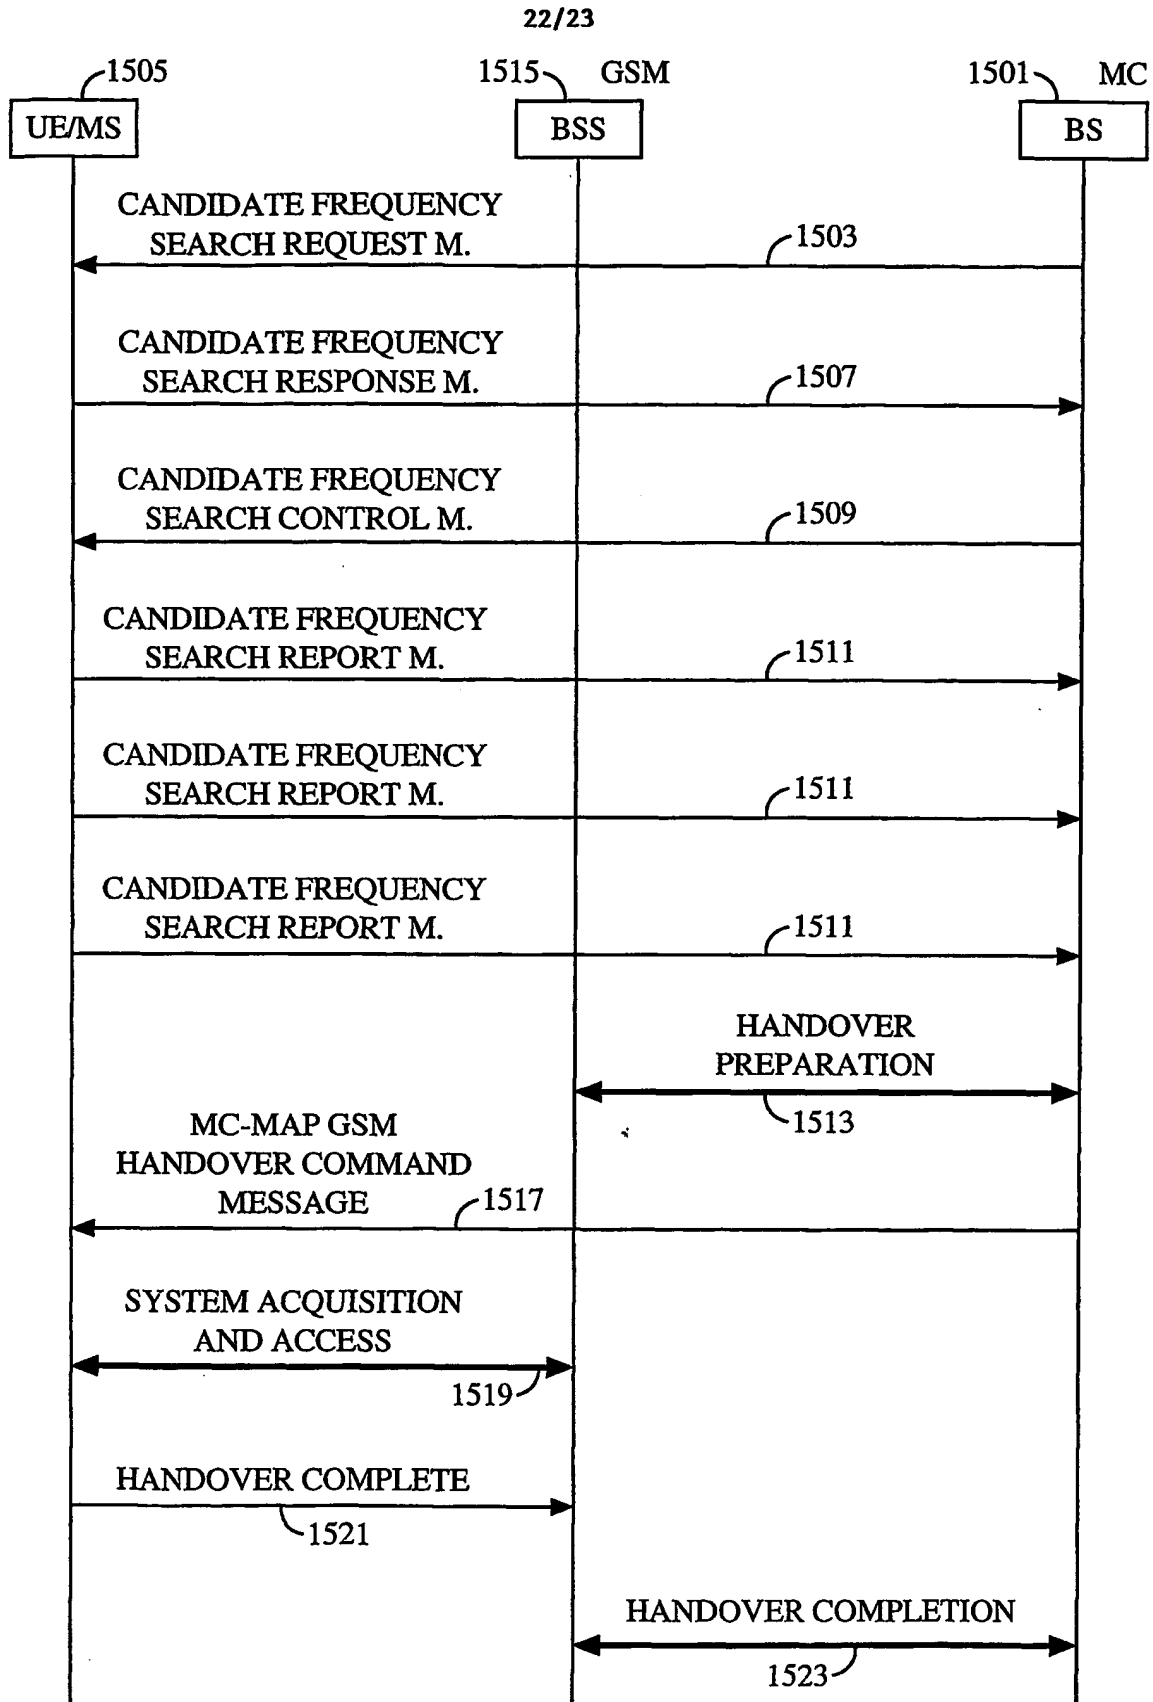 22/23
1505
1515 GSM
1501 MC
UE/MS
BSS
BS
CANDIDATE FREQUENCY
SEARCH REQUEST M.
1503
CANDIDATE FREQUENCY
SEARCH RESPONSE M.
1507
CANDIDATE FREQUENCY
SEARCH CONTROL M.
1509
CANDIDATE FREQUENCY
SEARCH REPORT M.
1511
CANDIDATE FREQUENCY
SEARCH REPORT M.
1511
CANDIDATE FREQUENCY
SEARCH REPORT M.
1511
HANDOVER
PREPARATION
1513
MC-MAP GSM
HANDOVER COMMAND
MESSAGE
1517
SYSTEM ACQUISITION
AND ACCESS
1519
HANDOVER COMPLETE
1521
HANDOVER COMPLETION
1523